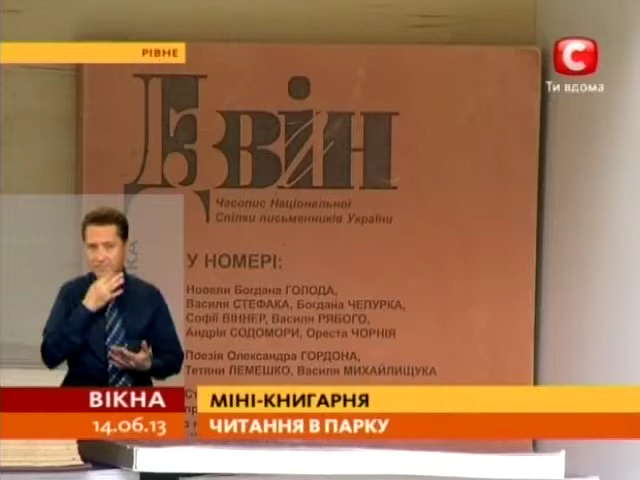 РІВНЕ
С
Ти вдома
Дзвін
Часопис Національної
Спілки письменників України
У НОМЕРІ:
Новели Богдана ГОЛОДА,
Василя СТЕФАКА, Богдана ЧЕПУРКА,
Софії ВІННЕР, Василя РЯБОГО,
Андрія СОДОМОРИ, Ореста ЧОРНІЯ
Поезія Олександра ГОРДОНА,
Тетяни ЛЕМЕШКО, Василя МИХАЙЛИЩУКА
ВІКНА
МІНІ-КНИГАРНЯ
14.06.13
ЧИТАННЯ В ПАРКУ